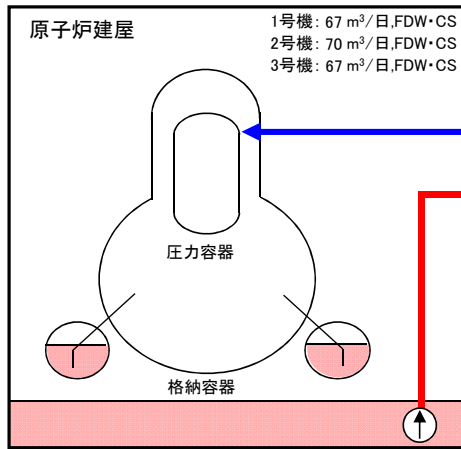 原子炉建屋
1号機: 67 m³/日,FDW・CS
2号機: 70 m³/日,FDW・CS
3号機: 67 m³/日,FDW・CS
圧力容器
格納容器